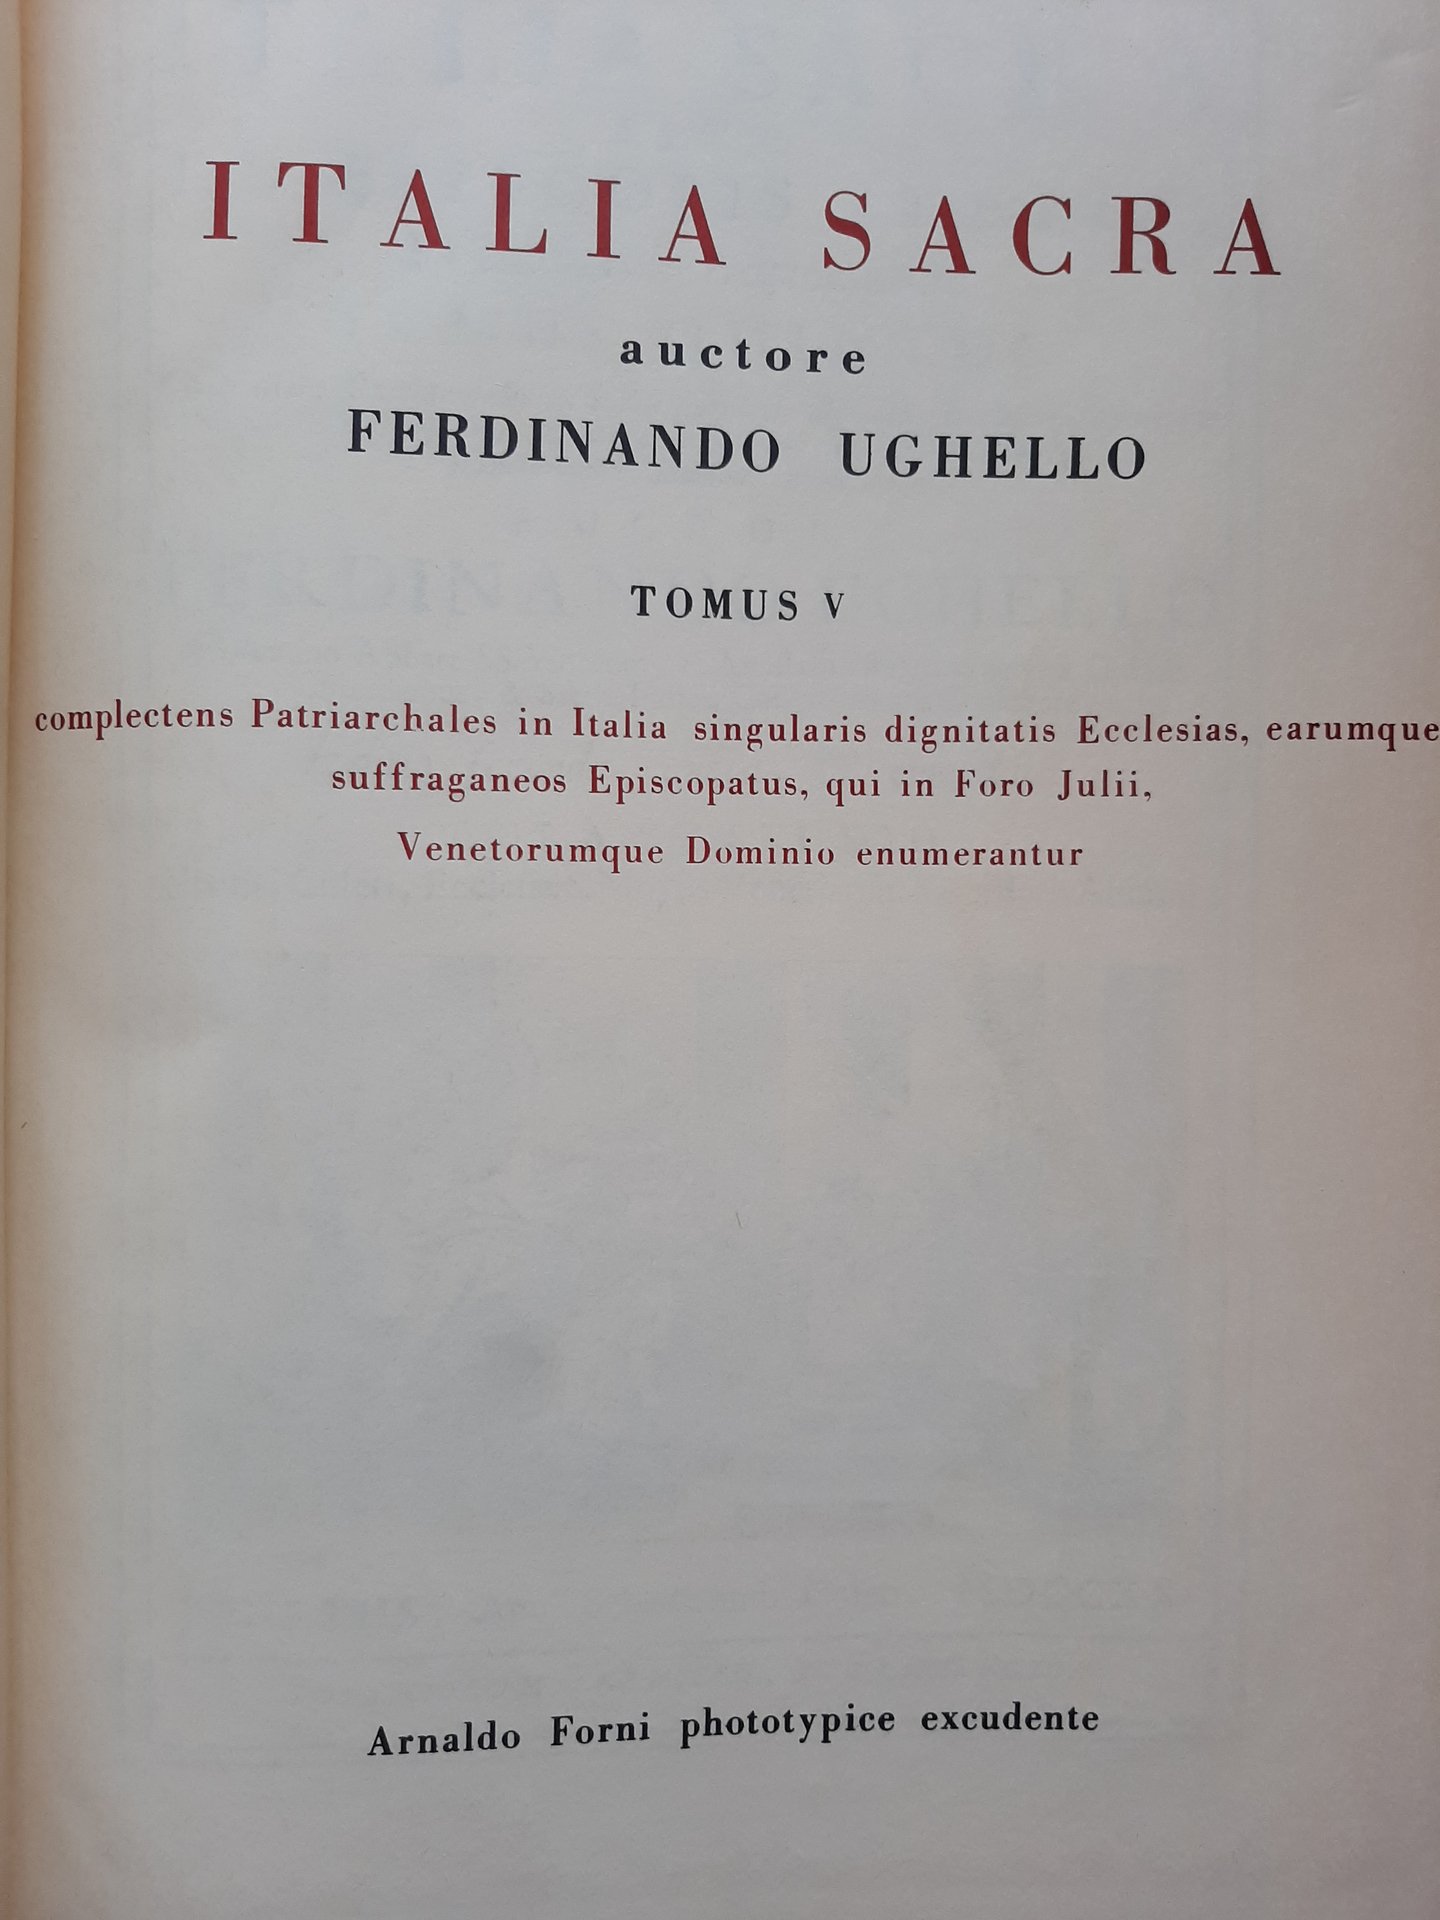 ITALIA SACRA
auctore
FERDINANDO UGHELLO
TOMUS V
complectens Patriarchales in Italia singularis dignitatis Ecclesias, earumque
suffraganeos Episcopatus, qui in Foro Julii,
Venetorumque Dominio enumerantur
Arnaldo Forni phototypice excudente